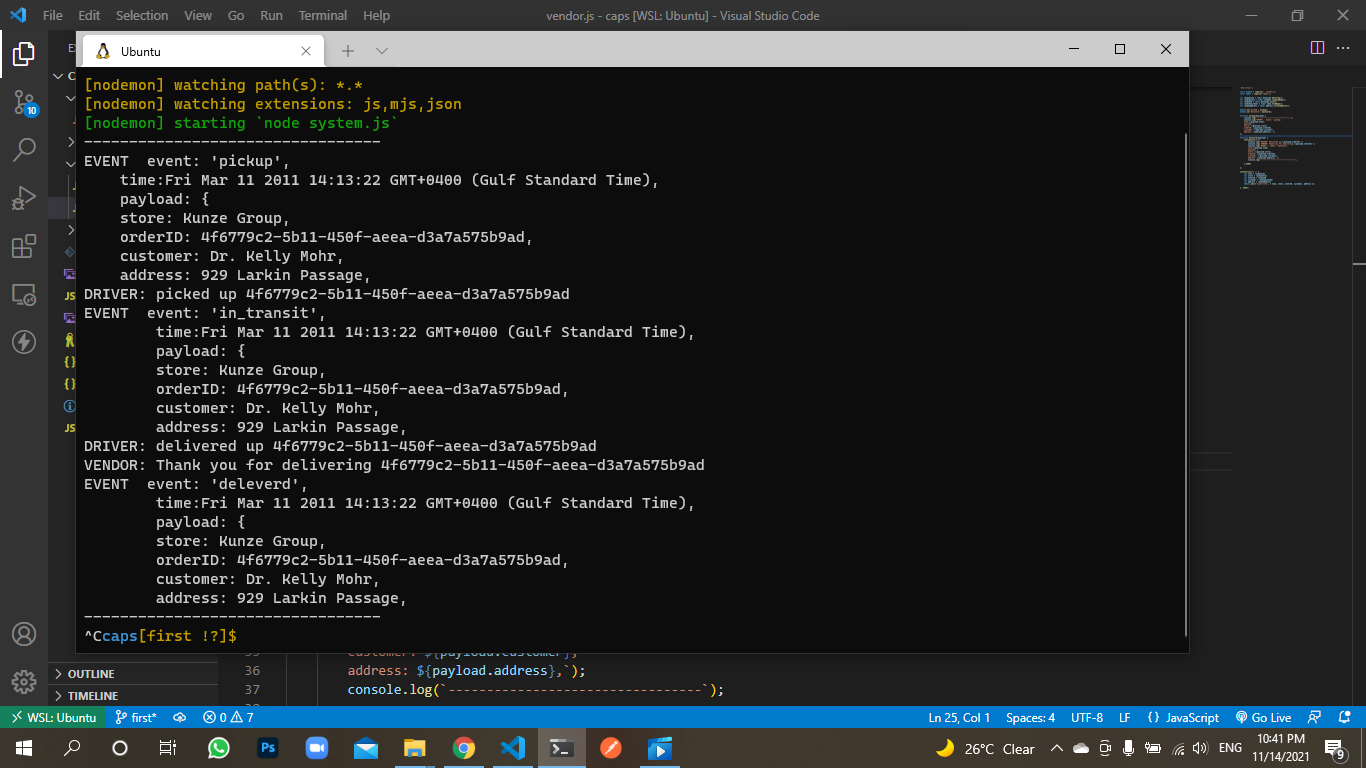 File Edit Selection View Go Run Terminal Help
vendor.js - caps [WSL: Ubuntu] - Visual Studio Code
Ubuntu
[nodemon] watching path(s): *.*
[nodemon] watching extensions: js,mjs,json
[nodemon] starting `node system.js`
---------------------------------
EVENT  event: 'pickup',
    time:Fri Mar 11 2011 14:13:22 GMT+0400 (Gulf Standard Time),
    payload: {
    store: Kunze Group,
    orderID: 4f6779c2-5b11-450f-aeea-d3a7a575b9ad,
    customer: Dr. Kelly Mohr,
    address: 929 Larkin Passage,
DRIVER: picked up 4f6779c2-5b11-450f-aeea-d3a7a575b9ad
EVENT  event: 'in_transit',
        time:Fri Mar 11 2011 14:13:22 GMT+0400 (Gulf Standard Time),
        payload: {
        store: Kunze Group,
        orderID: 4f6779c2-5b11-450f-aeea-d3a7a575b9ad,
        customer: Dr. Kelly Mohr,
        address: 929 Larkin Passage,
DRIVER: delivered up 4f6779c2-5b11-450f-aeea-d3a7a575b9ad
VENDOR: Thank you for delivering 4f6779c2-5b11-450f-aeea-d3a7a575b9ad
EVENT  event: 'deleverd',
        time:Fri Mar 11 2011 14:13:22 GMT+0400 (Gulf Standard Time),
        payload: {
        store: Kunze Group,
        orderID: 4f6779c2-5b11-450f-aeea-d3a7a575b9ad,
        customer: Dr. Kelly Mohr,
        address: 929 Larkin Passage,
---------------------------------
^Ccaps[first !?]$
10
JS
JS
35 customer: ${payload.customer},
36 address: ${payload.address},`);
37 console.log(`---------------------------------`);
OUTLINE
TIMELINE
WSL: Ubuntu first* 0 7 Ln 25, Col 1 Spaces: 4 UTF-8 LF {} JavaScript Go Live
Ps 26°C Clear ENG 10:41 PM
11/14/2021 9